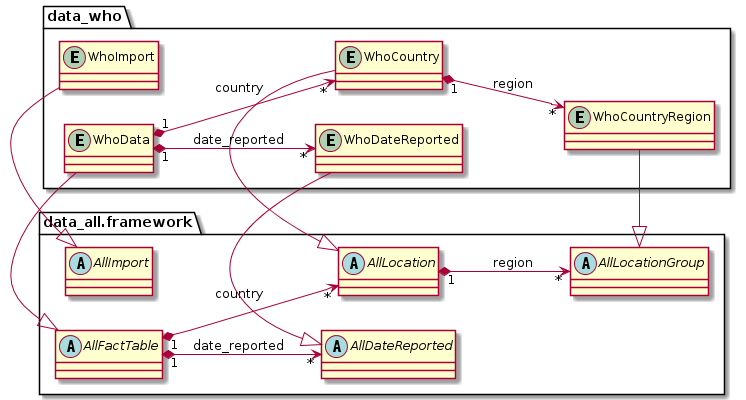 data_who
E WhoImport
E WhoCountry
country
1
*
1
region
*
E WhoCountryRegion
E WhoData
1
date_reported
*
E WhoDateReported
data_all.framework
A AllImport
A AllLocation
1
region
*
A AllLocationGroup
country
*
A AllFactTable
1
1
date_reported
*
A AllDateReported